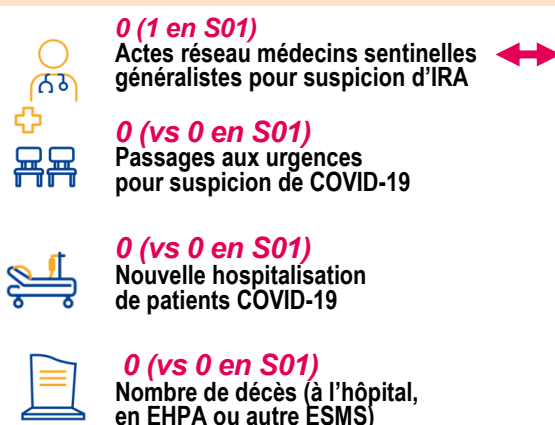 0 (1 en S01)
Actes réseau médecins sentinelles
généralistes pour suspicion d'IRA
0 (vs 0 en S01)
Passages aux urgences
pour suspicion de COVID-19
0 (vs 0 en S01)
Nouvelle hospitalisation
de patients COVID-19
0 (vs 0 en S01)
Nombre de décès (à l'hôpital,
en EHPA ou autre ESMS)